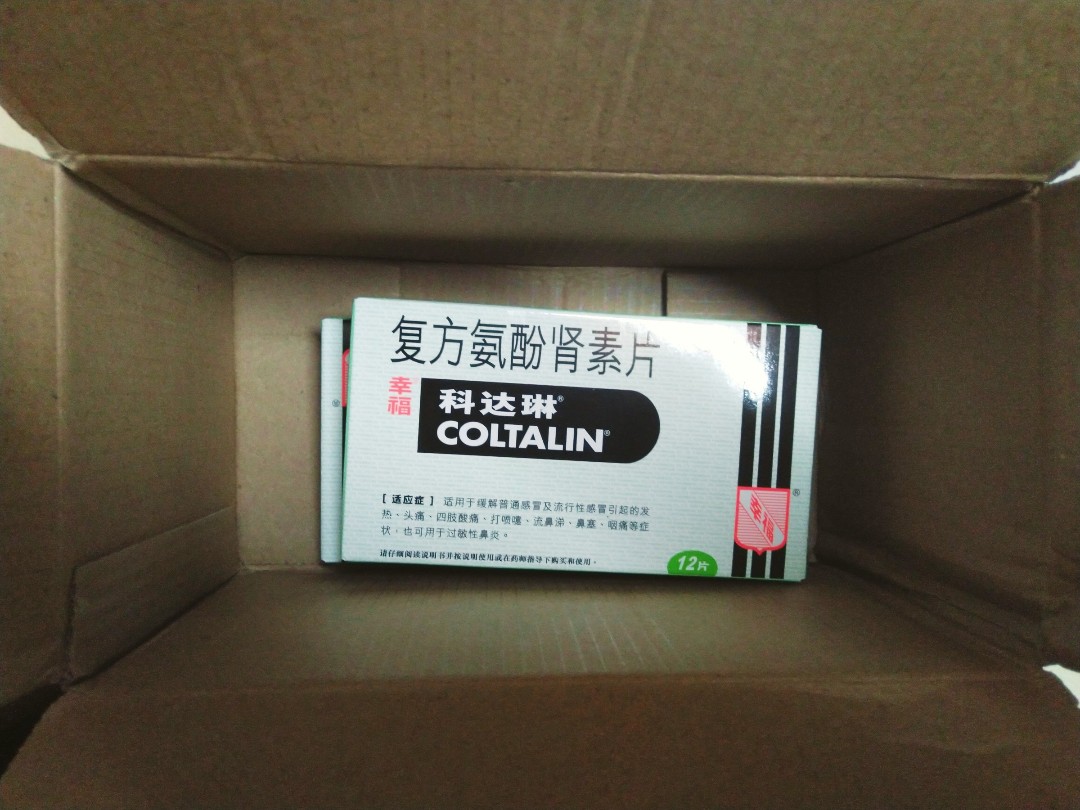 复方氨酚肾素片
幸福
科达琳®
COLTALIN®
[适应症] 适用于缓解普通感冒及流行性感冒引起的发
热、头痛、四肢酸痛、打喷嚏、流鼻涕、鼻塞、咽痛等症
状,也可用于过敏性鼻炎。
请仔细阅读说明书并按说明使用或在药师指导下购买和使用。
12片
幸福®
®